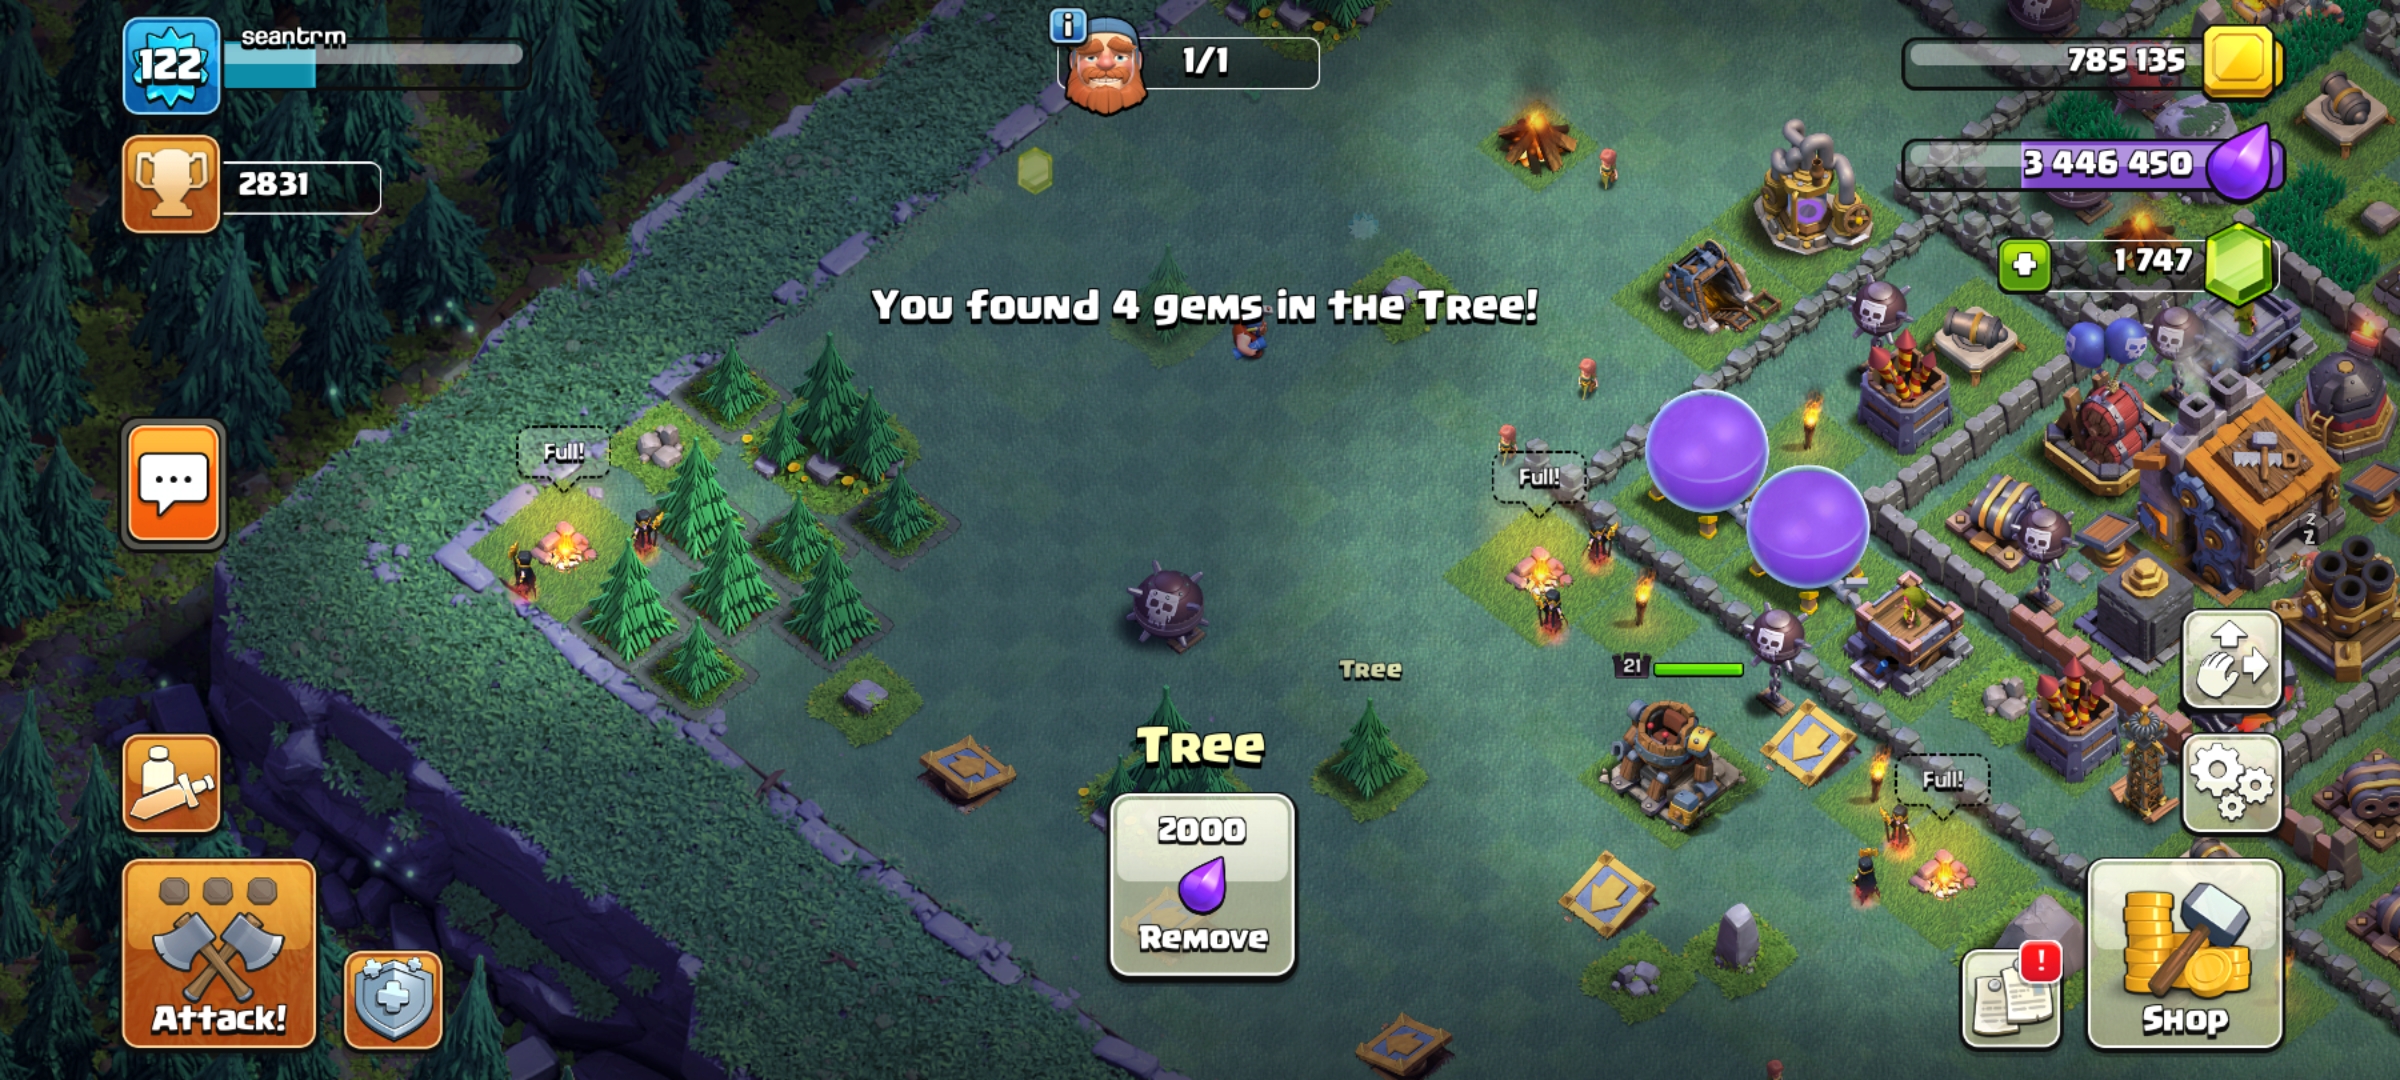 122
seantrm
i
1/1
785 135
2831
3 446 450
1 747
You found 4 gems in the Tree!
Full!
Full!
21
Tree
Tree
Full!
2000
Remove
z
z
!
Attack!
Shop